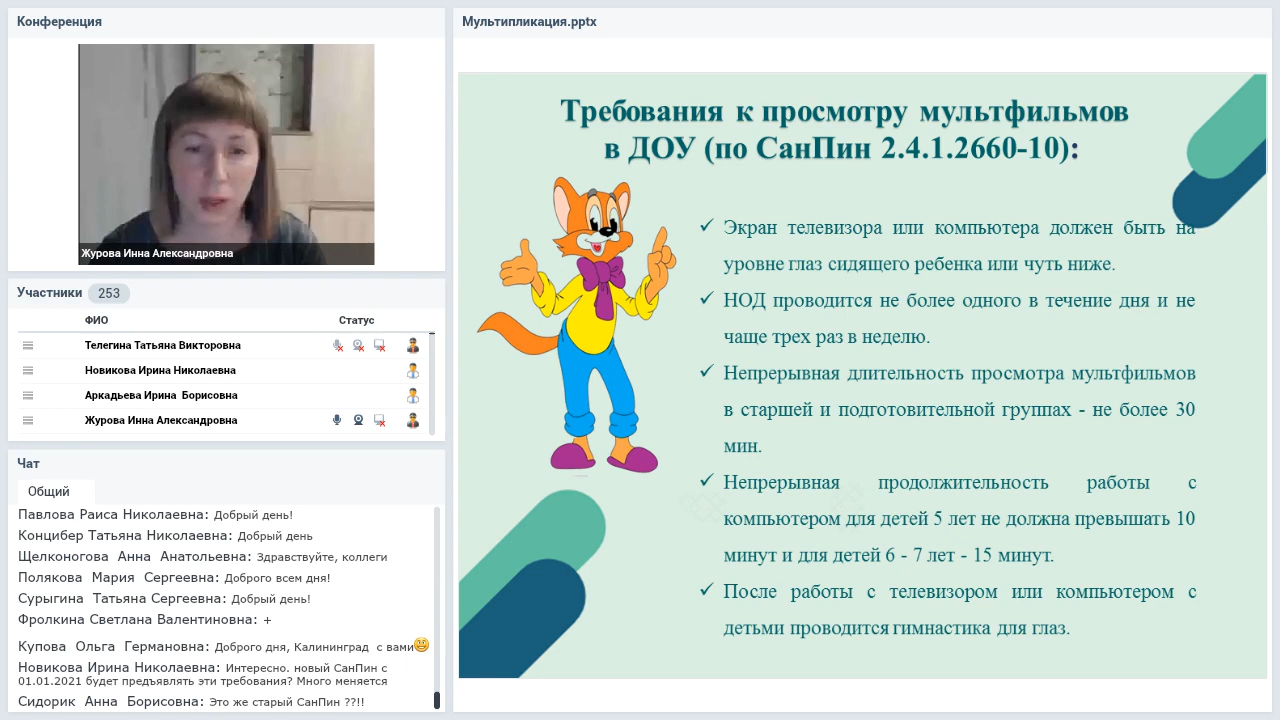 Конференция
Журова Инна Александровна
Участники 253
ФИО Статус
Телегина Татьяна Викторовна
Новикова Ирина Николаевна
Аркадьева Ирина Борисовна
Журова Инна Александровна
Чат
Общий
Павлова Раиса Николаевна: Добрый день!
Концибер Татьяна Николаевна: Добрый день
Щелконогова Анна Анатольевна: Здравствуйте, коллеги
Полякова Мария Сергеевна: Доброго всем дня!
Сурыгина Татьяна Сергеевна: Добрый день!
Фролкина Светлана Валентиновна: +
Купова Ольга Германовна: Доброго дня, Калининград с вами
Новикова Ирина Николаевна: Интересно. новый СанПин с
01.01.2021 будет предъявлять эти требования? Много меняется
Сидорик Анна Борисовна: Это же старый СанПин ??!!
Мультипликация.pptx
Требования к просмотру мультфильмов
в ДОУ (по СанПин 2.4.1.2660-10):
Экран телевизора или компьютера должен быть на
уровне глаз сидящего ребенка или чуть ниже.
НОД проводится не более одного в течение дня и не
чаще трех раз в неделю.
Непрерывная длительность просмотра мультфильмов
в старшей и подготовительной группах - не более 30
мин.
Непрерывная продолжительность работы с
компьютером для детей 5 лет не должна превышать 10
минут и для детей 6 - 7 лет - 15 минут.
После работы с телевизором или компьютером с
детьми проводится гимнастика для глаз.